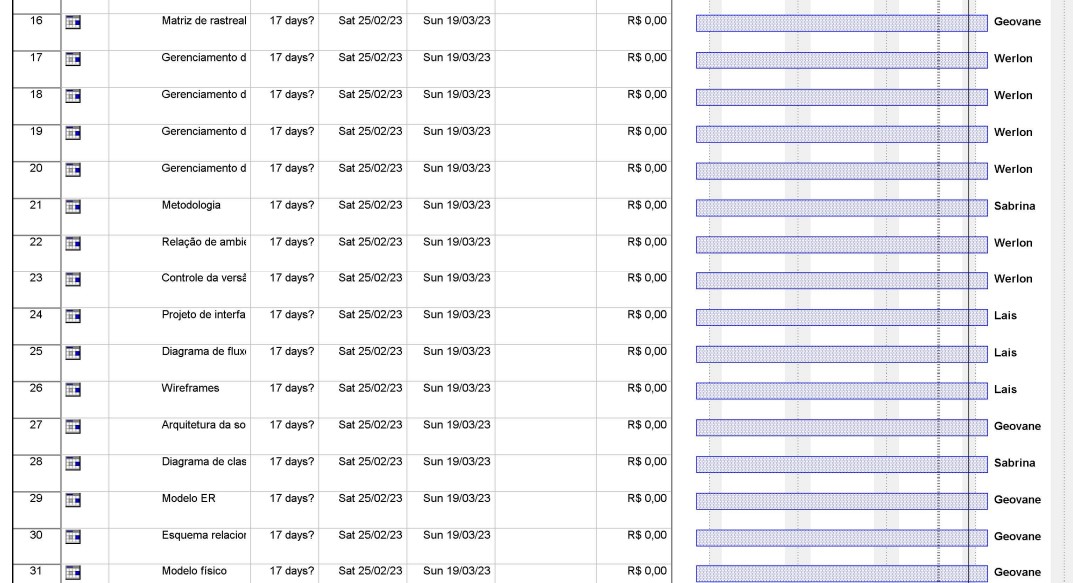 16 Matriz de rastreal 17 days? Sat 25/02/23 Sun 19/03/23 R$ 0,00 Geovane
17 Gerenciamento d 17 days? Sat 25/02/23 Sun 19/03/23 R$ 0,00 Werlon
18 Gerenciamento d 17 days? Sat 25/02/23 Sun 19/03/23 R$ 0,00 Werlon
19 Gerenciamento d 17 days? Sat 25/02/23 Sun 19/03/23 R$ 0,00 Werlon
20 Gerenciamento d 17 days? Sat 25/02/23 Sun 19/03/23 R$ 0,00 Werlon
21 Metodologia 17 days? Sat 25/02/23 Sun 19/03/23 R$ 0,00 Sabrina
22 Relação de ambie 17 days? Sat 25/02/23 Sun 19/03/23 R$ 0,00 Werlon
23 Controle da versã 17 days? Sat 25/02/23 Sun 19/03/23 R$ 0,00 Werlon
24 Projeto de interfa 17 days? Sat 25/02/23 Sun 19/03/23 R$ 0,00 Lais
25 Diagrama de fluxo 17 days? Sat 25/02/23 Sun 19/03/23 R$ 0,00 Lais
26 Wireframes 17 days? Sat 25/02/23 Sun 19/03/23 R$ 0,00 Lais
27 Arquitetura da so 17 days? Sat 25/02/23 Sun 19/03/23 R$ 0,00 Geovane
28 Diagrama de clas 17 days? Sat 25/02/23 Sun 19/03/23 R$ 0,00 Sabrina
29 Modelo ER 17 days? Sat 25/02/23 Sun 19/03/23 R$ 0,00 Geovane
30 Esquema relacior 17 days? Sat 25/02/23 Sun 19/03/23 R$ 0,00 Geovane
31 Modelo físico 17 days? Sat 25/02/23 Sun 19/03/23 R$ 0,00 Geovane